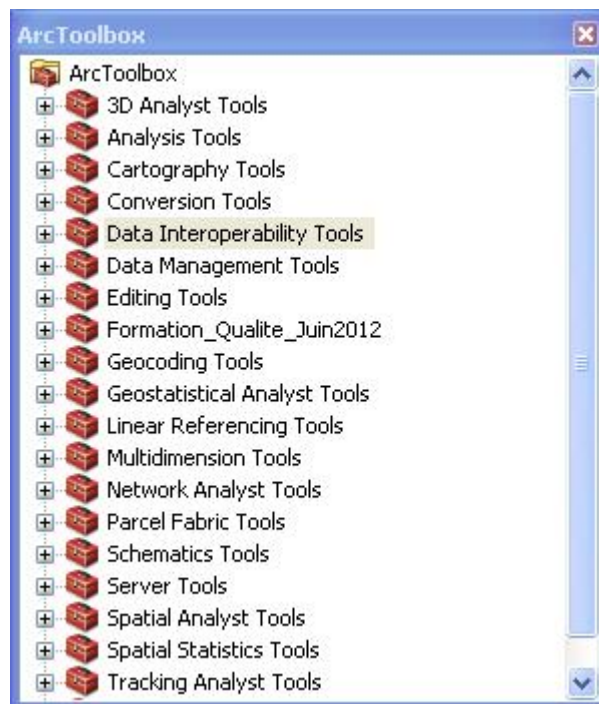 ArcToolbox
ArcToolbox
3D Analyst Tools
Analysis Tools
Cartography Tools
Conversion Tools
Data Interoperability Tools
Data Management Tools
Editing Tools
Formation_Qualite_Juin2012
Geocoding Tools
Geostatistical Analyst Tools
Linear Referencing Tools
Multidimension Tools
Network Analyst Tools
Parcel Fabric Tools
Schematics Tools
Server Tools
Spatial Analyst Tools
Spatial Statistics Tools
Tracking Analyst Tools